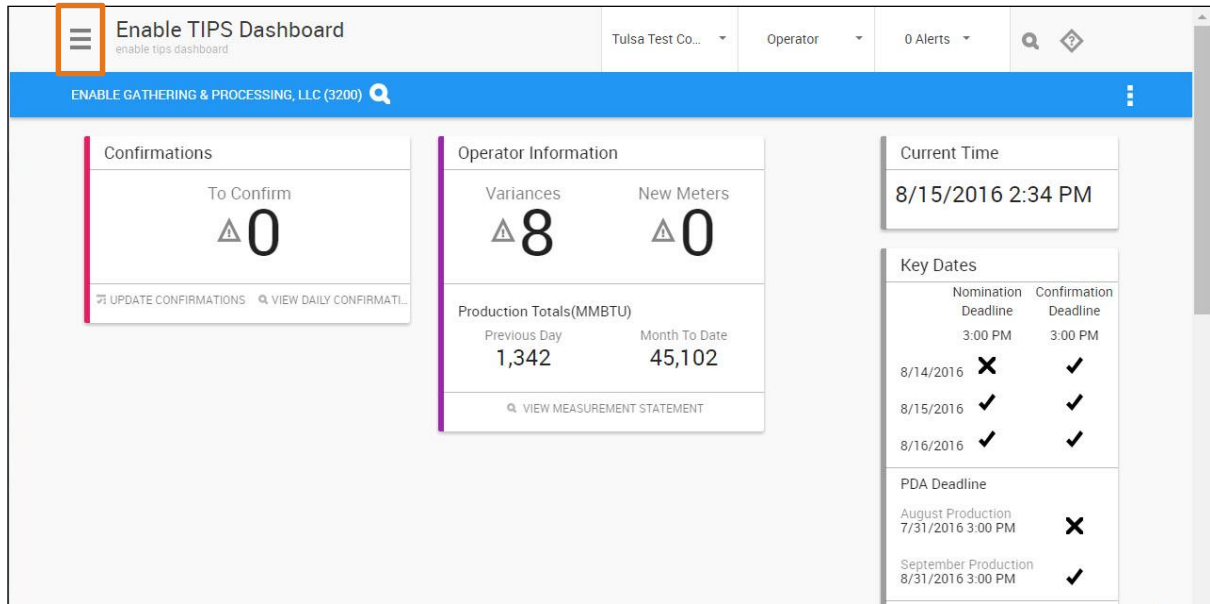 Enable TIPS Dashboard
enable tips dashboard
Tulsa Test Co...
Operator
0 Alerts
ENABLE GATHERING & PROCESSING, LLC (3200)
Confirmations
To Confirm
0
UPDATE CONFIRMATIONS VIEW DAILY CONFIRMATI...
Operator Information
Variances New Meters
8 0
Production Totals(MMBTU)
Previous Day Month To Date
1,342 45,102
VIEW MEASUREMENT STATEMENT
Current Time
8/15/2016 2:34 PM
Key Dates
Nomination Confirmation
Deadline Deadline
3:00 PM 3:00 PM
8/14/2016
8/15/2016
8/16/2016
PDA Deadline
August Production
7/31/2016 3:00 PM
September Production
8/31/2016 3:00 PM